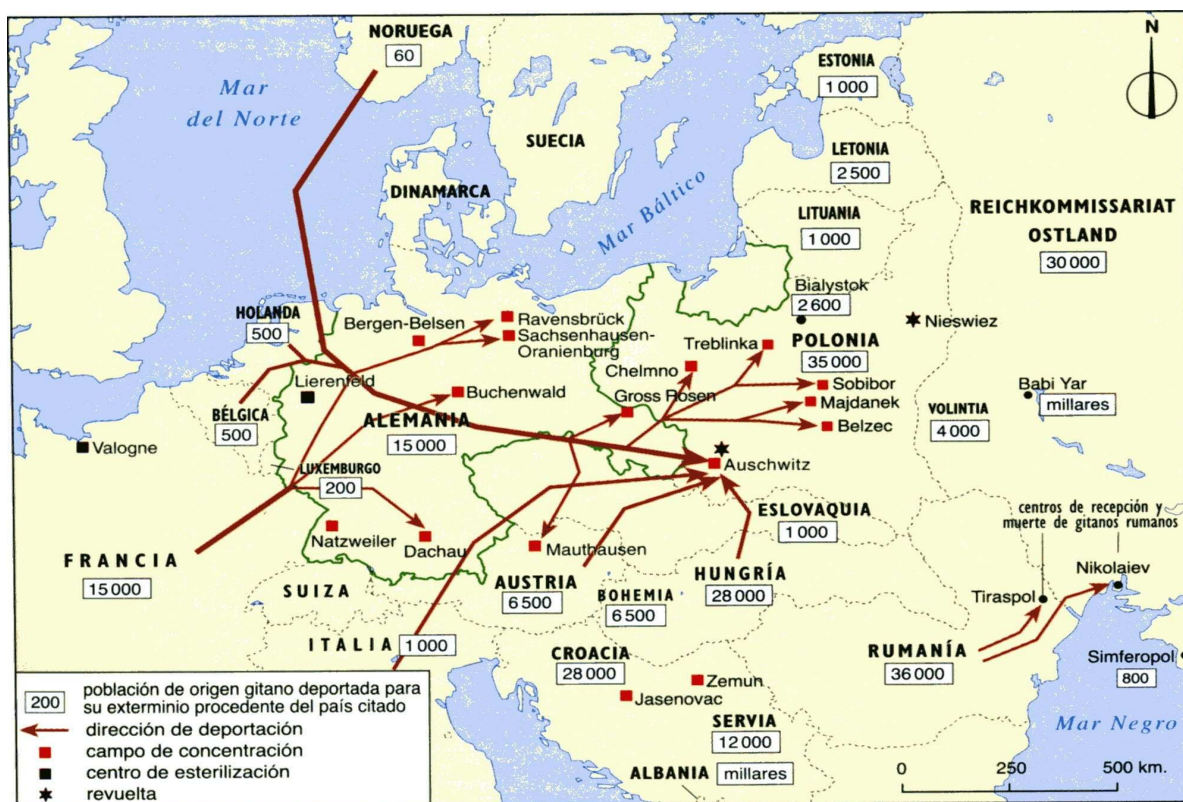 NORUEGA
60
N
Mar
del Norte
ESTONIA
1 000
SUECIA
LETONIA
2 500
DINAMARCA
Mar Báltico
LITUANIA
1 000
REICHKOMMISSARIAT
OSTLAND
30 000
Bialystok
2 600
HOLANDA
500
Bergen-Belsen
Ravensbrück
Sachsenhausen-
Oranienburg
Nieswiez
Treblinka
POLONIA
35 000
Lierenfeld
Chelmno
Buchenwald
Gross Rosen
Sobibor
Majdanek
Belzec
Babi Yar
millares
BÉLGICA
500
ALEMANIA
15 000
VOLINTIA
4 000
Valogne
LUXEMBURGO
200
Auschwitz
ESLOVAQUIA
1 000
centros de recepción y
muerte de gitanos rumanos
Natzweiler
Dachau
Mauthausen
FRANCIA
15 000
SUIZA
AUSTRIA
6 500
BOHEMIA
6 500
HUNGRÍA
28 000
Nikolaiev
Tiraspol
ITALIA
1 000
CROACIA
28 000
RUMANÍA
36 000
Simferopol
800
Zemun
Jasenovac
SERVIA
12 000
Mar Negro
ALBANIA
millares
200
población de origen gitano deportada para
su exterminio procedente del país citado
dirección de deportación
campo de concentración
centro de esterilización
revuelta
0 250 500 km.